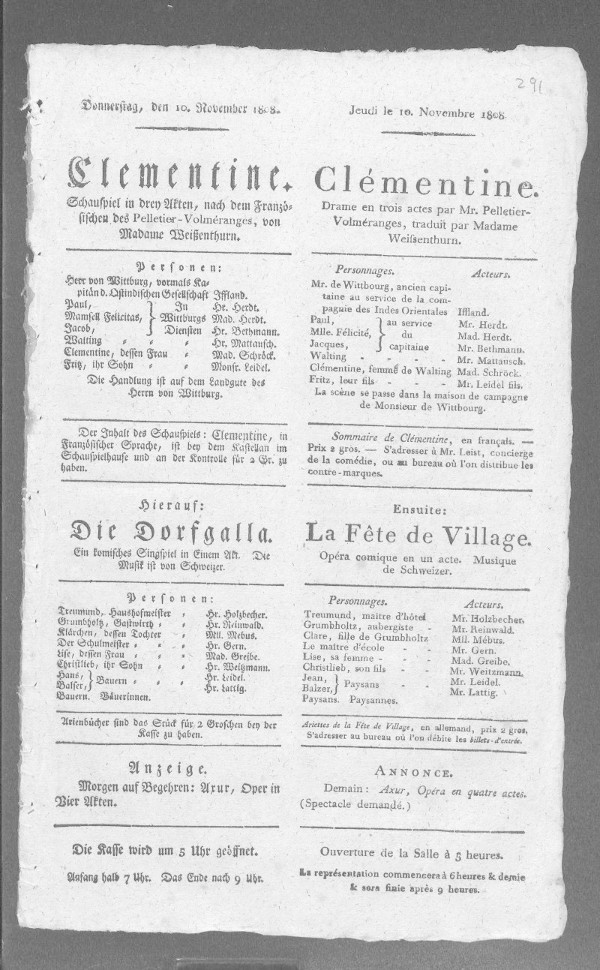 291
Donnerstag, den 10. November 1808.
Clementine.
Schauspiel in drey Akten, nach dem Franzö-
sischen des Pelletier-Volméranges, von
Madame Weißenthurn.
Personen:
Herr von Wittburg, vormals Ka-
pitän d. Ostindischen Gesellschaft Iffland.
Paul, } In Hr. Herdt.
Mamsell Felicitas, } Wittburgs Mad. Herdt.
Jacob, } Diensten Hr. Bethmann.
Walting Hr. Mattausch.
Clementine, dessen Frau Mad. Schröck.
Fritz, ihr Sohn Monsr. Leidel.
Die Handlung ist auf dem Landgute des
Herrn von Wittburg.
Der Inhalt des Schauspiels: Clementine, in
Französischer Sprache, ist bey dem Kastellan im
Schauspielhause und an der Kontrolle für 2 Gr. zu
haben.
Hierauf:
Die Dorfgalla.
Ein komisches Singspiel in Einem Akt. Die
Musik ist von Schweizer.
Personen:
Treumund, Haushofmeister Hr. Holzbecher.
Grumbholtz, Gastwirth Hr. Reinwald.
Klärchen, dessen Tochter Mll. Mebus.
Der Schulmeister Hr. Gern.
Lise, dessen Frau Mad. Greibe.
Christlieb, ihr Sohn Hr. Weitzmann.
Hans, } Bauern Hr. Leidel.
Balser, } Hr. Lattig.
Bauern. Bäuerinnen.
Arienbücher sind das Stück für 2 Groschen bey der
Kasse zu haben.
Anzeige.
Morgen auf Begehren: Axur, Oper in
Vier Akten.
Die Kasse wird um 5 Uhr geöffnet.
Anfang halb 7 Uhr. Das Ende nach 9 Uhr.
Jeudi le 10. Novembre 1808
Clémentine.
Drame en trois actes par Mr. Pelletier-
Volméranges, traduit par Madame
Weissenthurn.
Personnages. Acteurs.
Mr. de Wittbourg, ancien capi-
taine au service de la com-
pagnie des Indes Orientales Iffland.
Paul, } au service Mr. Herdt.
Mlle. Félicité, } du Mad. Herdt.
Jacques, } capitaine Mr. Bethmann.
Walting - - - Mr. Mattausch.
Clémentine, femme de Walting Mad. Schröck.
Fritz, leur fils - - - Mr. Leidel fils.
La scène se passe dans la maison de campagne
de Monsieur de Wittbourg.
Sommaire de Clémentine, en français. —
Prix 2 gros. — S'adresser à Mr. Leist, concierge
de la comédie, ou au bureau où l'on distribue les
contre-marques.
Ensuite:
La Fête de Village.
Opéra comique en un acte. Musique
de Schweizer.
Personnages. Acteurs.
Treumund, maître d'hôtel Mr. Holzbecher.
Grumbholtz, aubergiste - Mr. Reinwald.
Clare, fille de Grumbholtz Mll. Mébus.
Le maître d'école - - Mr. Gern.
Lise, sa femme - - - Mad. Greibe.
Christlieb, son fils - - Mr. Weitzmann.
Jean, } Paysans - - Mr. Leidel.
Balzer, } Mr. Lattig.
Paysans. Paysannes.
Ariettes de la Fête de Village, en allemand, prix 2 gros.
S'adresser au bureau où l'on débite les billets-d'entrée.
Annonce.
Demain: Axur, Opéra en quatre actes.
(Spectacle demandé.)
Ouverture de la Salle à 5 heures.
La représentation commencera à 6 heures & demie
& sera finie après 9 heures.